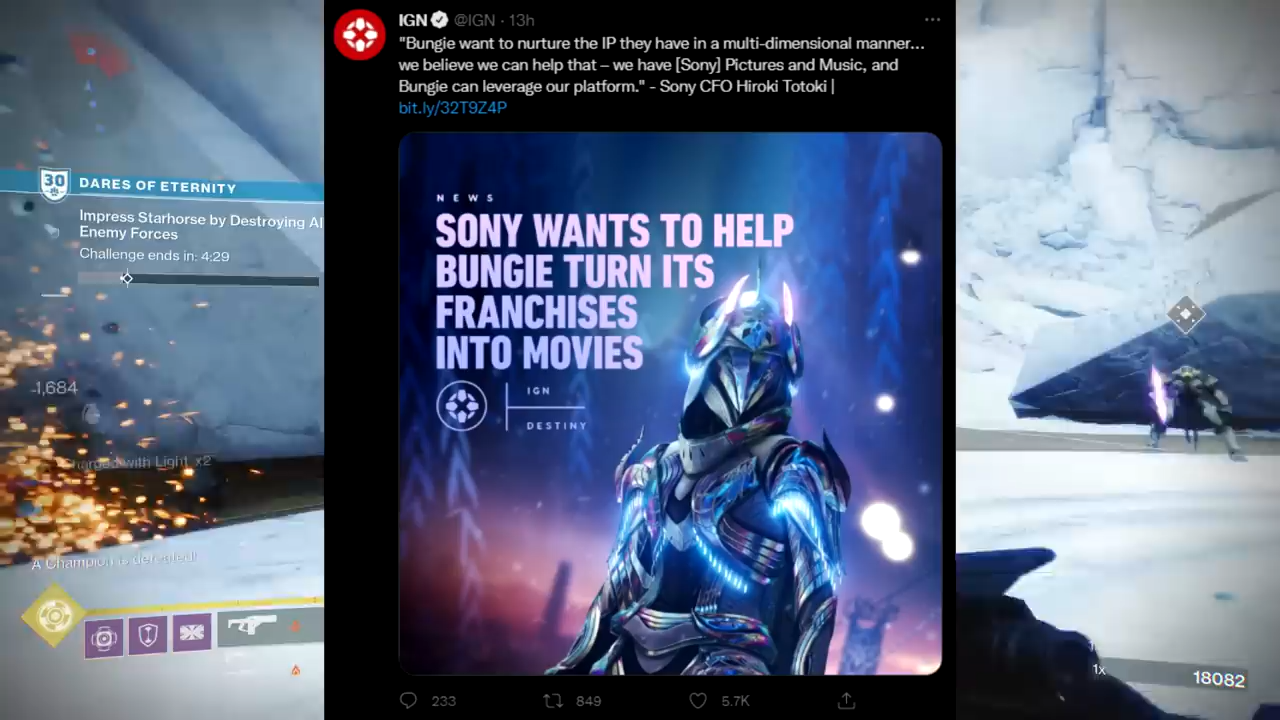 IGN @IGN · 13h
"Bungie want to nurture the IP they have in a multi-dimensional manner...
we believe we can help that – we have [Sony] Pictures and Music, and
Bungie can leverage our platform." - Sony CFO Hiroki Totoki |
bit.ly/32T9Z4P
NEWS
SONY WANTS TO HELP
BUNGIE TURN ITS
FRANCHISES
INTO MOVIES
IGN
DESTINY
233 849 5.7K
30 DARES OF ETERNITY
Impress Starhorse by Destroying Al
Enemy Forces
Challenge ends in: 4:29
-1,684
harged with Light x2
A Champion is defeated!
1x
18082